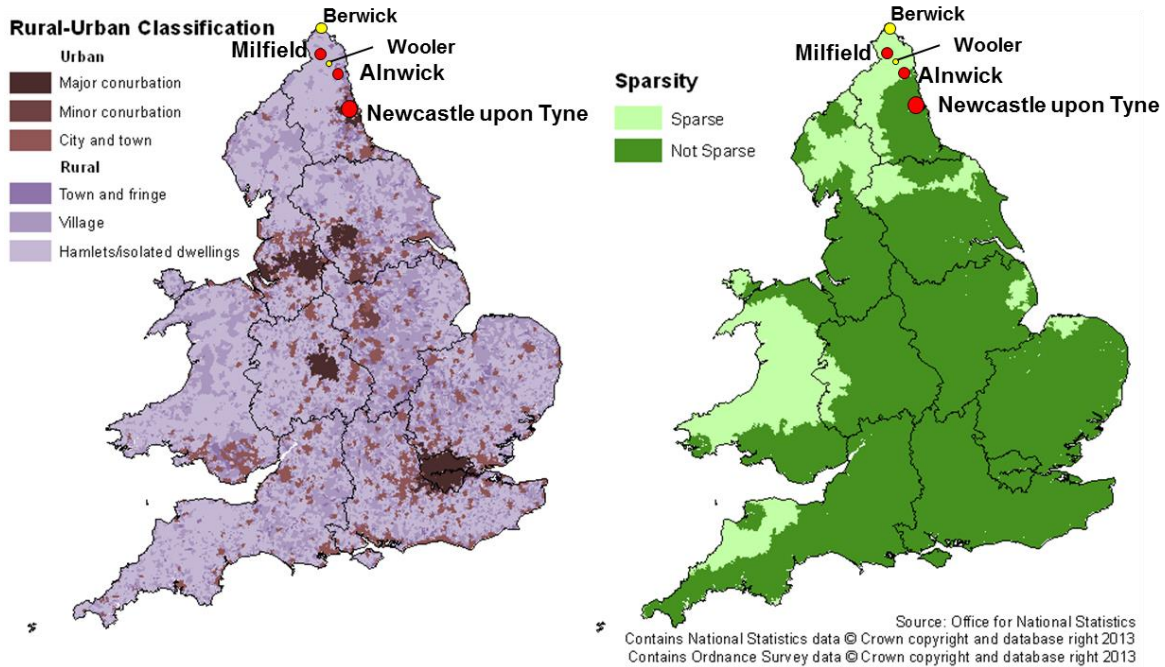 Rural-Urban Classification
Urban
Major conurbation
Minor conurbation
City and town
Rural
Town and fringe
Village
Hamlets/isolated dwellings
Berwick
Milfield
Wooler
Alnwick
Newcastle upon Tyne
Sparsity
Sparse
Not Sparse
Berwick
Milfield
Wooler
Alnwick
Newcastle upon Tyne
Source: Office for National Statistics
Contains National Statistics data © Crown copyright and database right 2013
Contains Ordnance Survey data © Crown copyright and database right 2013